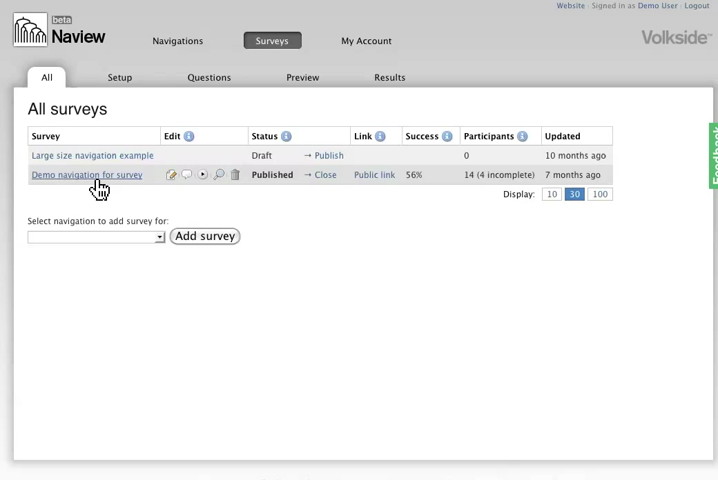 Website · Signed in as Demo User · Logout
beta
Naview
Navigations
Surveys
My Account
Volkside™
All
Setup
Questions
Preview
Results
Feedback
All surveys
Survey Edit Status Link Success Participants Updated
Large size navigation example Draft → Publish 0 10 months ago
Demo navigation for survey Published → Close Public link 56% 14 (4 incomplete) 7 months ago
Display: 10 30 100
Select navigation to add survey for:
Add survey